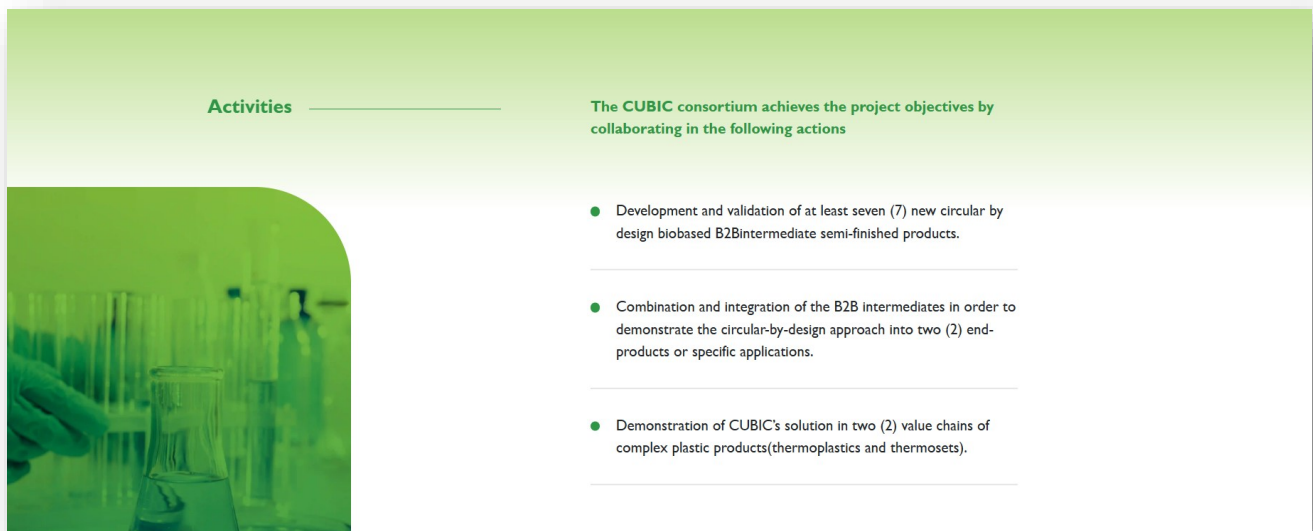 Activities
The CUBIC consortium achieves the project objectives by
collaborating in the following actions
Development and validation of at least seven (7) new circular by
design biobased B2Bintermediate semi-finished products.
Combination and integration of the B2B intermediates in order to
demonstrate the circular-by-design approach into two (2) end-
products or specific applications.
Demonstration of CUBIC's solution in two (2) value chains of
complex plastic products(thermoplastics and thermosets).